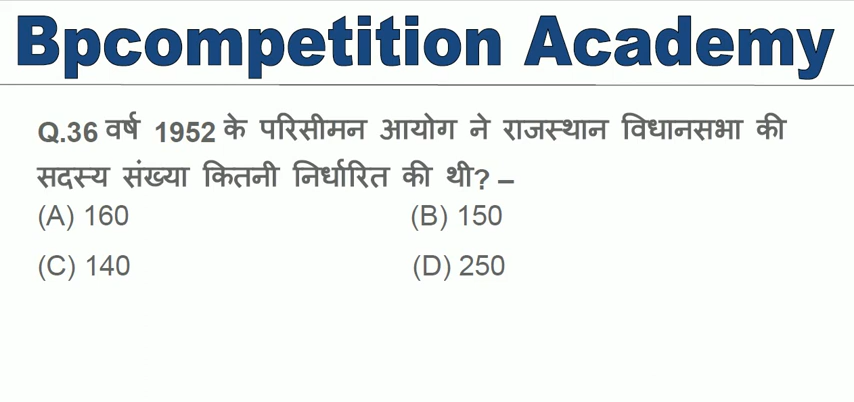 Bpcompetition Academy
Q.36 वर्ष 1952 के परिसीमन आयोग ने राजस्थान विधानसभा की
सदस्य संख्या कितनी निर्धारित की थी? –
(A) 160 (B) 150
(C) 140 (D) 250